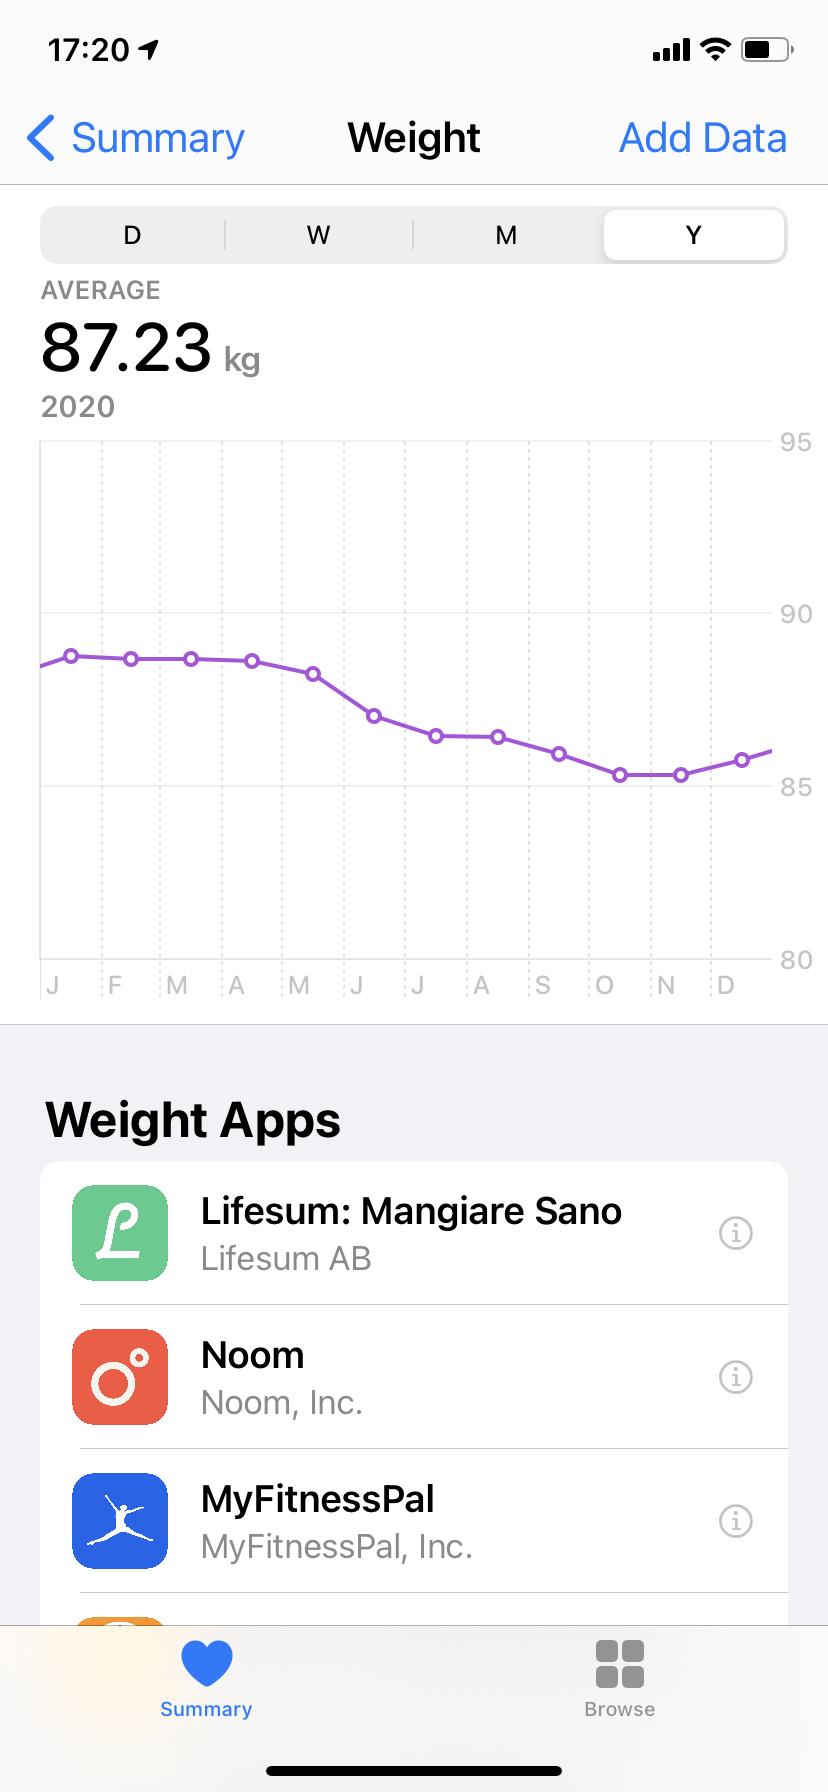 17:20
Summary Weight Add Data
D W M Y
AVERAGE
87.23 kg
2020
95
90
85
80
J F M A M J J A S O N D
Weight Apps
Lifesum: Mangiare Sano
Lifesum AB
Noom
Noom, Inc.
MyFitnessPal
MyFitnessPal, Inc.
Summary Browse